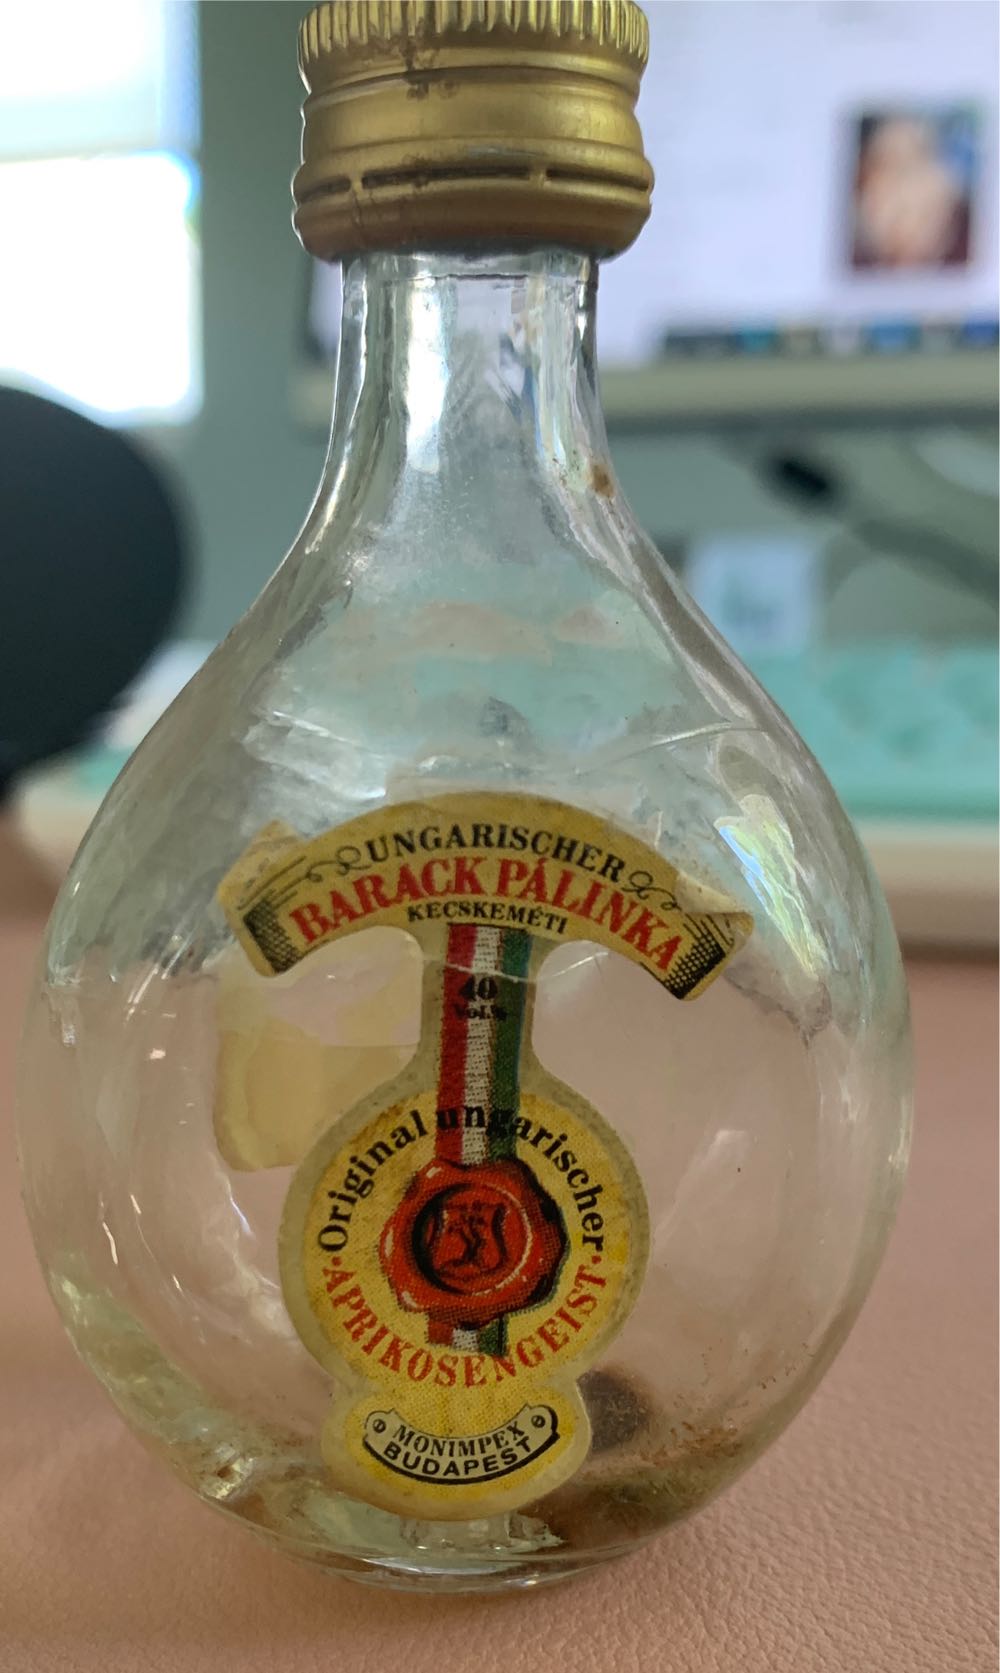 UNGARISCHER
BARACK PÁLINKA
KECSKEMÉTI
40
Vol.%
Original ungarischer
APRIKOSENGEIST
MONIMPEX
BUDAPEST